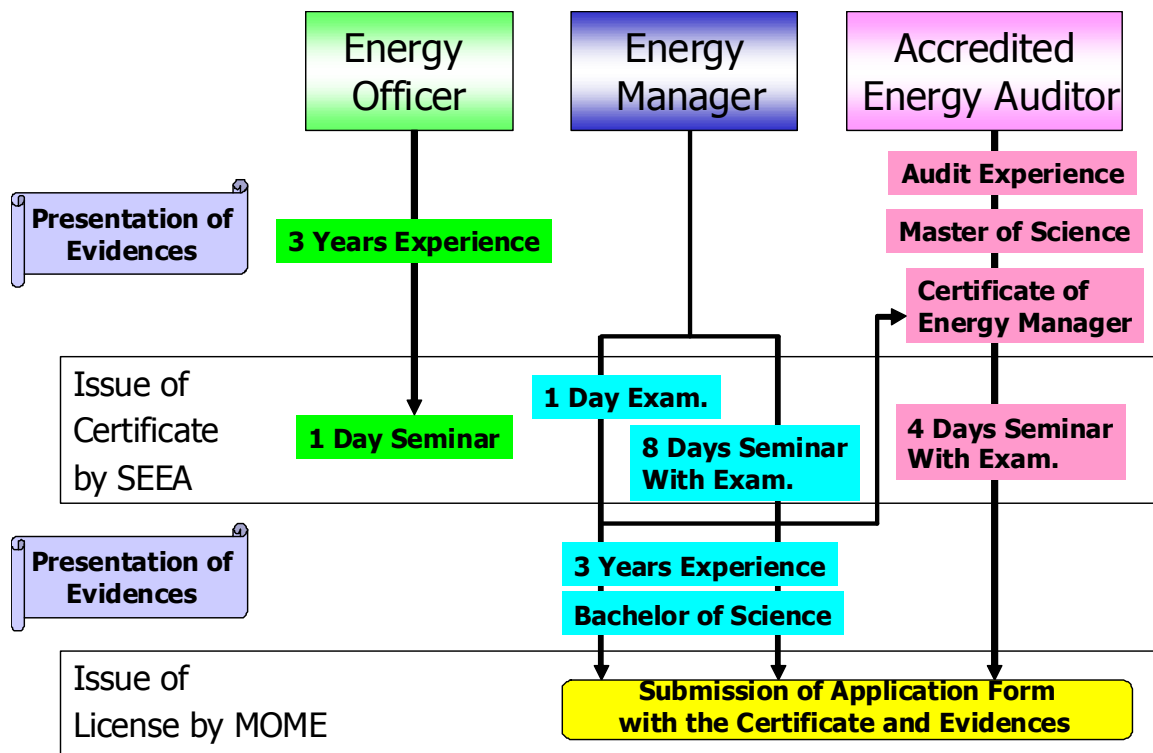 Energy
Officer
Energy
Manager
Accredited
Energy Auditor
Presentation of
Evidences
3 Years Experience
Audit Experience
Master of Science
Certificate of
Energy Manager
Issue of
Certificate
by SEEA
1 Day Seminar
1 Day Exam.
8 Days Seminar
With Exam.
4 Days Seminar
With Exam.
Presentation of
Evidences
3 Years Experience
Bachelor of Science
Issue of
License by MOME
Submission of Application Form
with the Certificate and Evidences